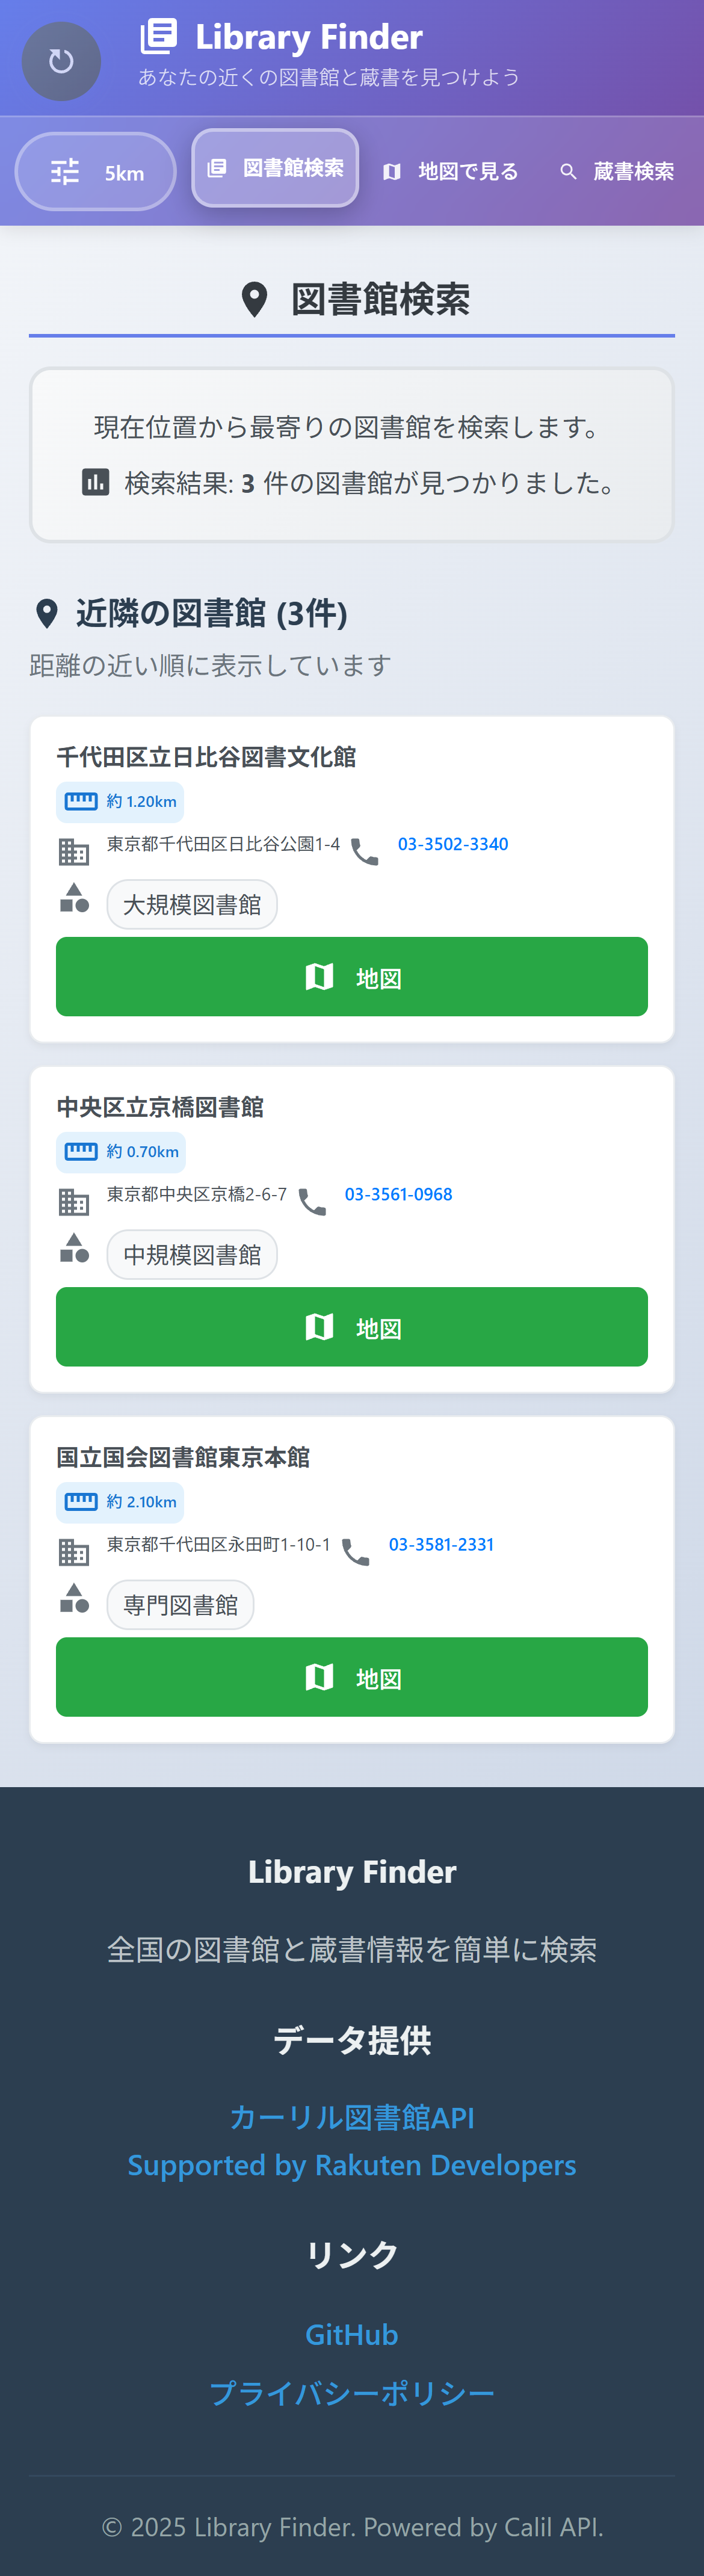 Library Finder
あなたの近くの図書館と蔵書を見つけよう
5km
図書館検索
地図で見る
蔵書検索
図書館検索
現在位置から最寄りの図書館を検索します。
検索結果: 3 件の図書館が見つかりました。
近隣の図書館 (3件)
距離の近い順に表示しています
千代田区立日比谷図書文化館
約 1.20km
東京都千代田区日比谷公園1-4 03-3502-3340
大規模図書館
地図
中央区立京橋図書館
約 0.70km
東京都中央区京橋2-6-7 03-3561-0968
中規模図書館
地図
国立国会図書館東京本館
約 2.10km
東京都千代田区永田町1-10-1 03-3581-2331
専門図書館
地図
Library Finder
全国の図書館と蔵書情報を簡単に検索
データ提供
カーリル図書館API
Supported by Rakuten Developers
リンク
GitHub
プライバシーポリシー
© 2025 Library Finder. Powered by Calil API.